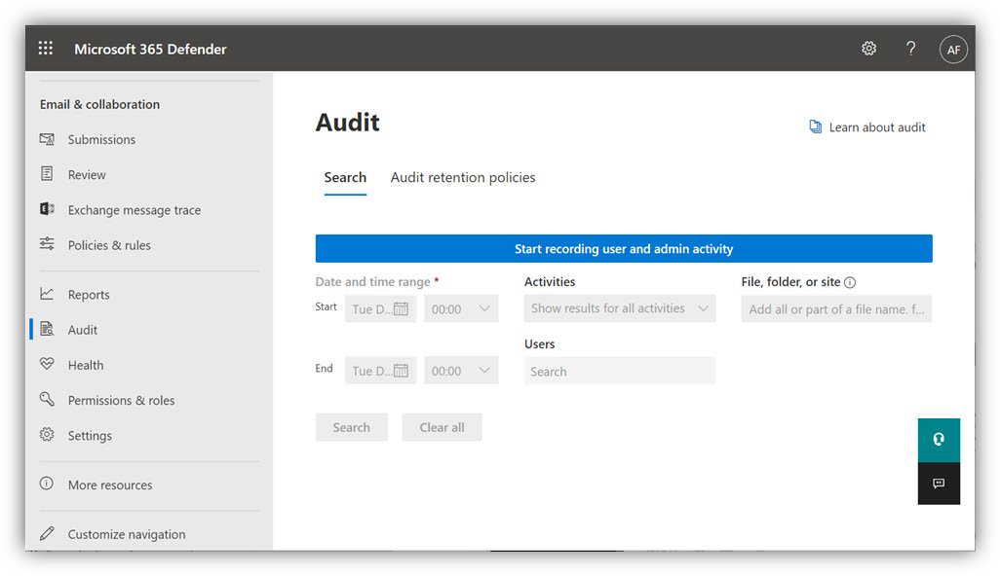 Microsoft 365 Defender
?
AF
Email & collaboration
Submissions
Review
Exchange message trace
Policies & rules
Reports
Audit
Health
Permissions & roles
Settings
More resources
Customize navigation
Audit
Learn about audit
Search
Audit retention policies
Start recording user and admin activity
Date and time range *
Start
Tue D...
00:00
End
Tue D...
00:00
Activities
Show results for all activities
Users
Search
File, folder, or site
Add all or part of a file name. f...
Search
Clear all